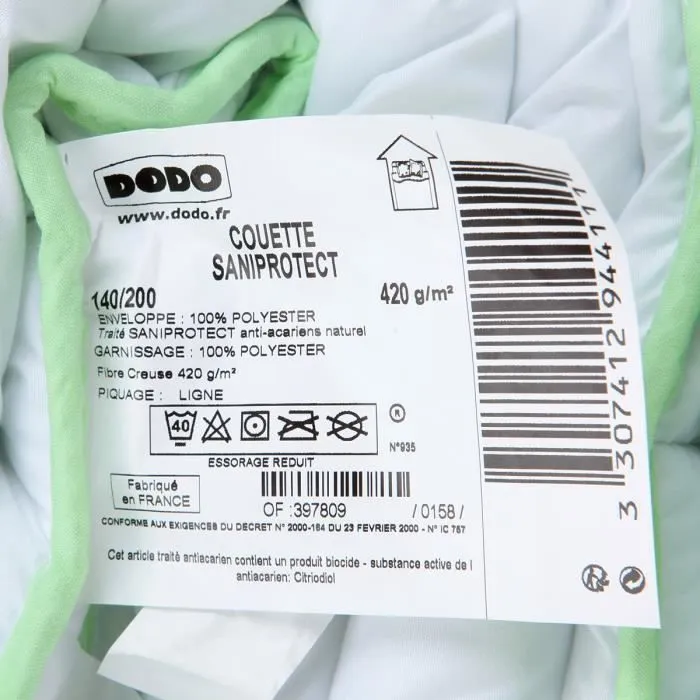 DODO
www.dodo.fr
COUETTE
SANIPROTECT
140/200
420 g/m²
ENVELOPPE : 100% POLYESTER
Traité SANIPROTECT anti-acariens naturel
GARNISSAGE : 100% POLYESTER
Fibre Creuse 420 g/m²
PIQUAGE : LIGNE
40
®
N°935
ESSORAGE REDUIT
Fabriqué
en FRANCE
OF :397809 / 0158 /
CONFORME AUX EXIGENCES DU DECRET N° 2000-164 DU 23 FEVRIER 2000 - N° IC 757
Cet article traité antiacarien contient un produit biocide - substance active de l
antiacarien: Citriodiol
3 307412 944111